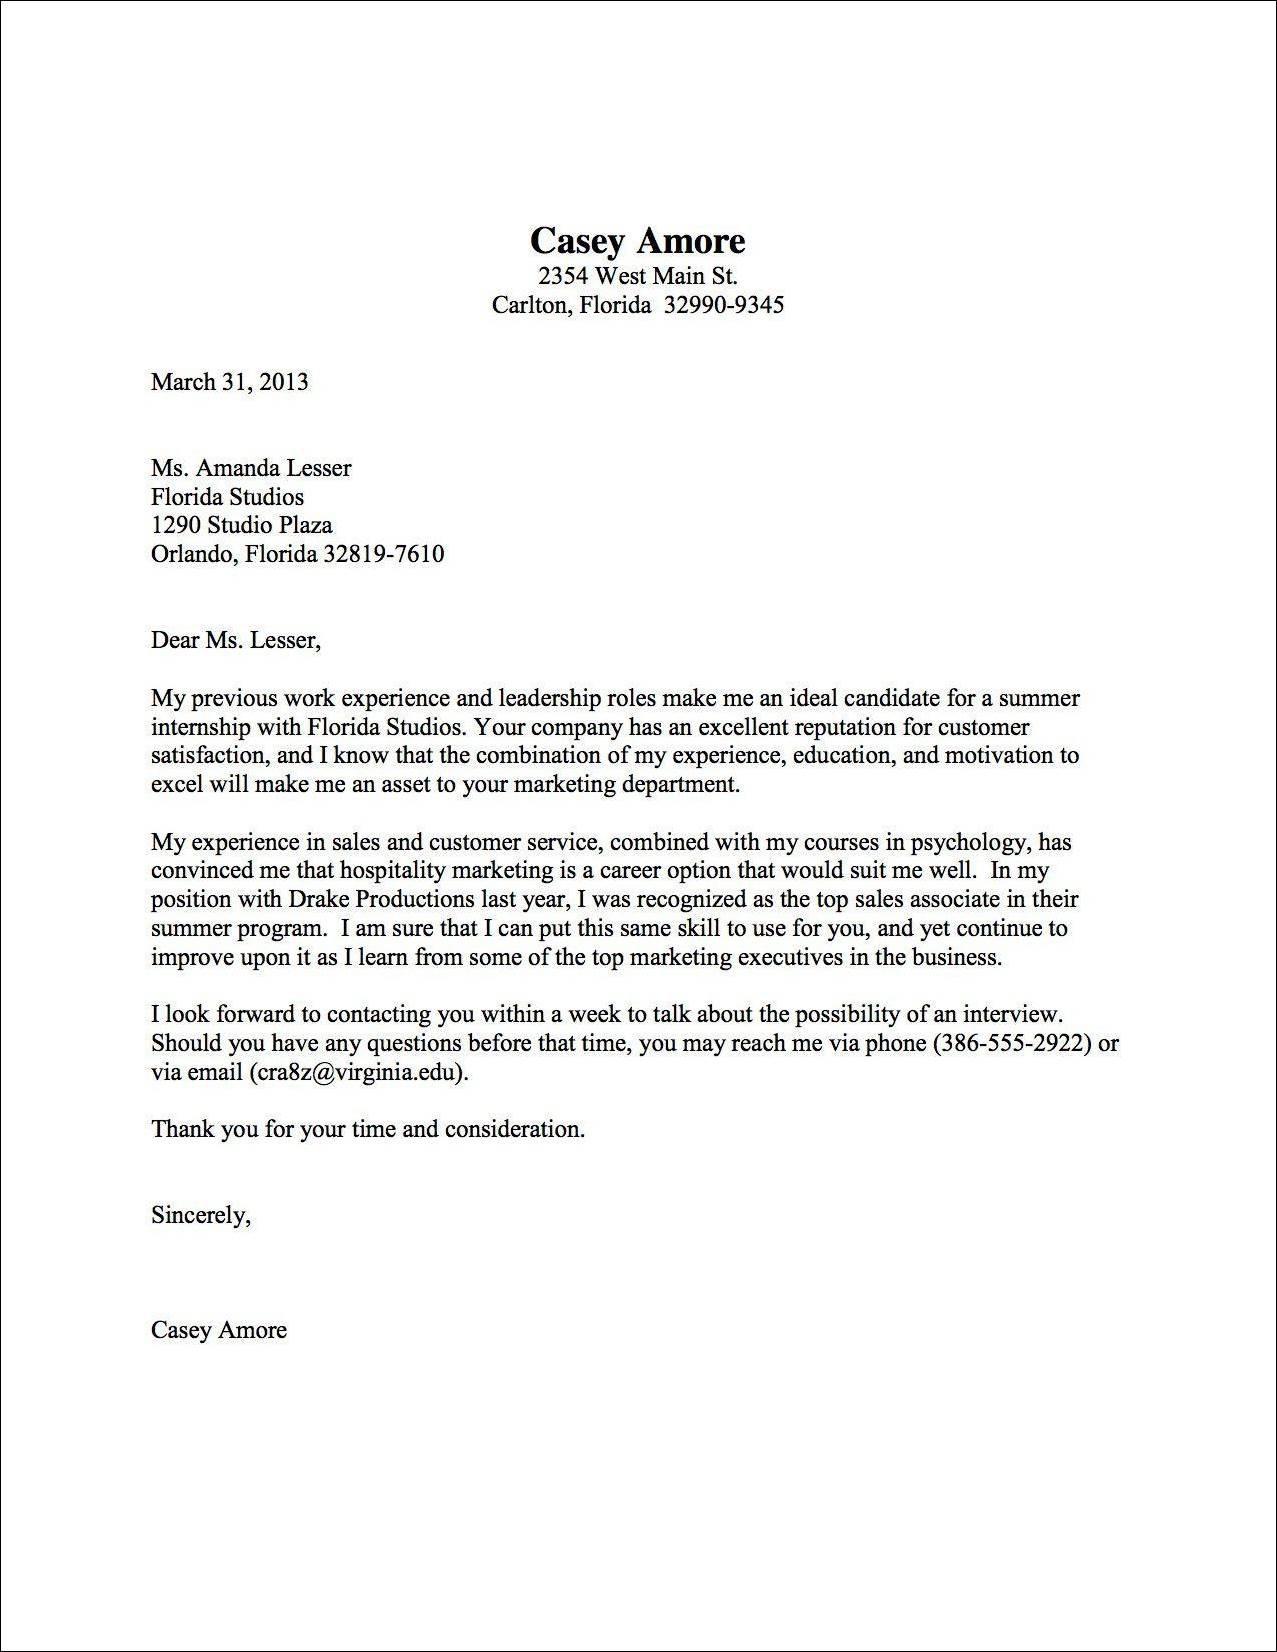 Casey Amore
2354 West Main St.
Carlton, Florida  32990-9345
March 31, 2013
Ms. Amanda Lesser
Florida Studios
1290 Studio Plaza
Orlando, Florida 32819-7610
Dear Ms. Lesser,
My previous work experience and leadership roles make me an ideal candidate for a summer
internship with Florida Studios. Your company has an excellent reputation for customer
satisfaction, and I know that the combination of my experience, education, and motivation to
excel will make me an asset to your marketing department.
My experience in sales and customer service, combined with my courses in psychology, has
convinced me that hospitality marketing is a career option that would suit me well.  In my
position with Drake Productions last year, I was recognized as the top sales associate in their
summer program.  I am sure that I can put this same skill to use for you, and yet continue to
improve upon it as I learn from some of the top marketing executives in the business.
I look forward to contacting you within a week to talk about the possibility of an interview.
Should you have any questions before that time, you may reach me via phone (386-555-2922) or
via email (cra8z@virginia.edu).
Thank you for your time and consideration.
Sincerely,
Casey Amore